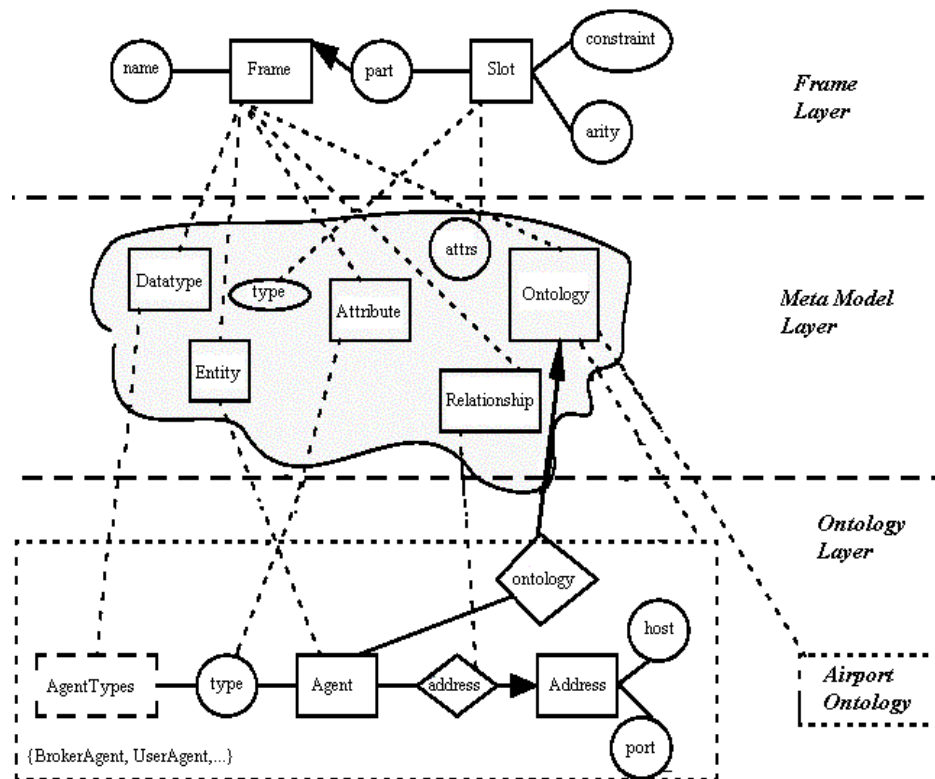 constraint
name
Frame
part
Slot
Frame
Layer
arity
attrs
Datatype
type
Ontology
Attribute
Meta Model
Layer
Entity
Relationship
Ontology
Layer
ontology
host
AgentTypes
type
Agent
address
Address
Airport
Ontology
port
{BrokerAgent, UserAgent,...}